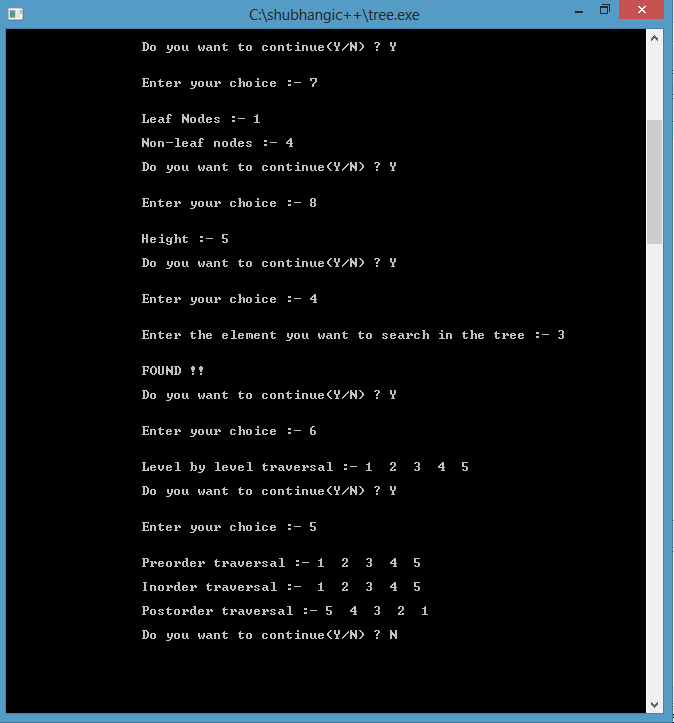 C:\shubhangic++\tree.exe
Do you want to continue(Y/N) ? Y
Enter your choice :- 7
Leaf Nodes :- 1
Non-leaf nodes :- 4
Do you want to continue(Y/N) ? Y
Enter your choice :- 8
Height :- 5
Do you want to continue(Y/N) ? Y
Enter your choice :- 4
Enter the element you want to search in the tree :- 3
FOUND !!
Do you want to continue(Y/N) ? Y
Enter your choice :- 6
Level by level traversal :- 1  2  3  4  5
Do you want to continue(Y/N) ? Y
Enter your choice :- 5
Preorder traversal :- 1  2  3  4  5
Inorder traversal :-  1  2  3  4  5
Postorder traversal :- 5  4  3  2  1
Do you want to continue(Y/N) ? N